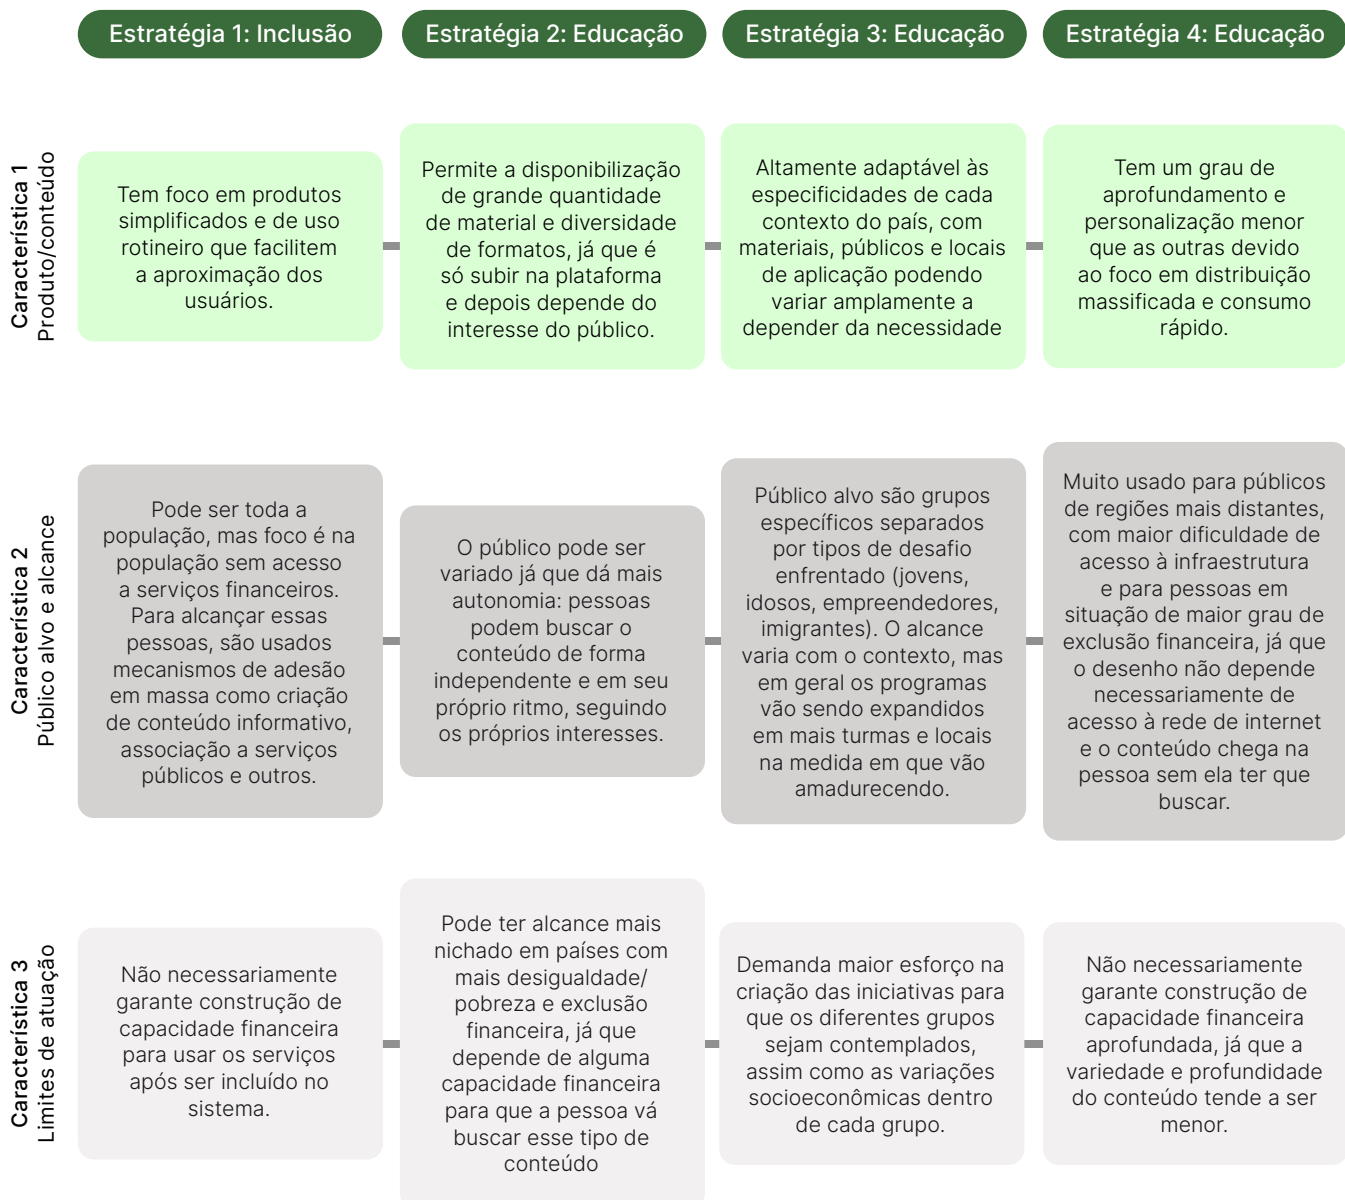 Estratégia 1: Inclusão
Estratégia 2: Educação
Estratégia 3: Educação
Estratégia 4: Educação
Característica 1
Produto/conteúdo
Tem foco em produtos
simplificados e de uso
rotineiro que facilitem
a aproximação dos
usuários.
Permite a disponibilização
de grande quantidade
de material e diversidade
de formatos, já que é
só subir na plataforma
e depois depende do
interesse do público.
Altamente adaptável às
especificidades de cada
contexto do país, com
materiais, públicos e locais
de aplicação podendo
variar amplamente a
depender da necessidade
Tem um grau de
aprofundamento e
personalização menor
que as outras devido
ao foco em distribuição
massificada e consumo
rápido.
Característica 2
Público alvo e alcance
Pode ser toda a
população, mas foco é na
população sem acesso
a serviços financeiros.
Para alcançar essas
pessoas, são usados
mecanismos de adesão
em massa como criação
de conteúdo informativo,
associação a serviços
públicos e outros.
O público pode ser
variado já que dá mais
autonomia: pessoas
podem buscar o
conteúdo de forma
independente e em seu
próprio ritmo, seguindo
os próprios interesses.
Público alvo são grupos
específicos separados
por tipos de desafio
enfrentado (jovens,
idosos, empreendedores,
imigrantes). O alcance
varia com o contexto, mas
em geral os programas
vão sendo expandidos
em mais turmas e locais
na medida em que vão
amadurecendo.
Muito usado para públicos
de regiões mais distantes,
com maior dificuldade de
acesso à infraestrutura
e para pessoas em
situação de maior grau de
exclusão financeira, já que
o desenho não depende
necessariamente de
acesso à rede de internet
e o conteúdo chega na
pessoa sem ela ter que
buscar.
Característica 3
Limites de atuação
Não necessariamente
garante construção de
capacidade financeira
para usar os serviços
após ser incluído no
sistema.
Pode ter alcance mais
nichado em países com
mais desigualdade/
pobreza e exclusão
financeira, já que
depende de alguma
capacidade financeira
para que a pessoa vá
buscar esse tipo de
conteúdo
Demanda maior esforço na
criação das iniciativas para
que os diferentes grupos
sejam contemplados,
assim como as variações
socioeconômicas dentro
de cada grupo.
Não necessariamente
garante construção de
capacidade financeira
aprofundada, já que a
variedade e profundidade
do conteúdo tende a ser
menor.